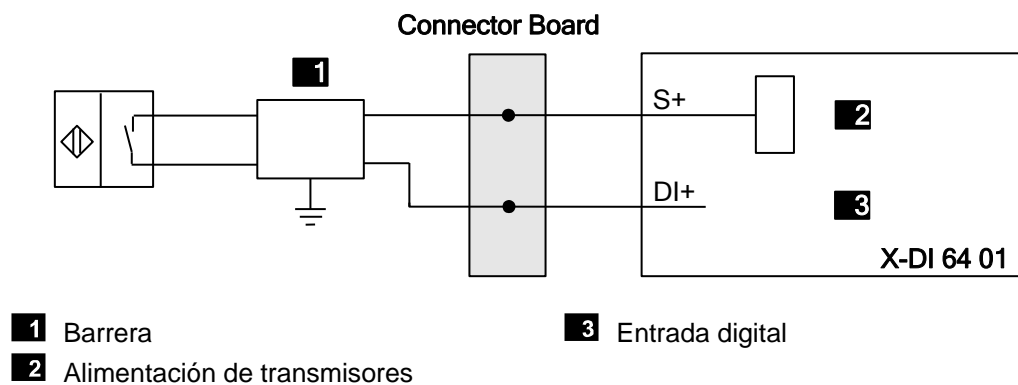 Connector Board
1
S+
2
DI+
3
X-DI 64 01
1 Barrera
3 Entrada digital
2 Alimentación de transmisores